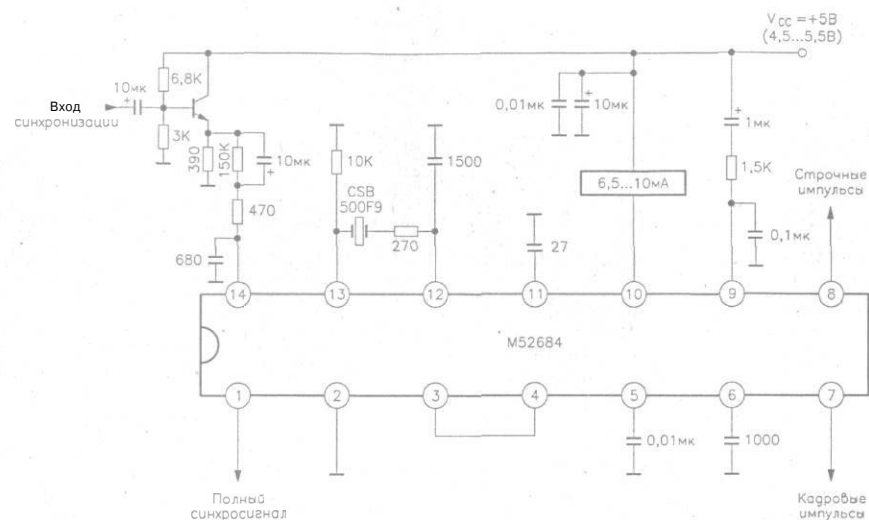 VCC = +5В
(4,5...5,5В)
6,8K
10мк
+
Вход
синхронизации
3K
390
150K
10мк
+
470
680
10K
CSB
500F9
270
1500
27
0,01мк
+
10мк
6,5...10мА
+
1мк
1,5K
0,1мк
Строчные
импульсы
14
13
12
11
10
9
8
M52684
1
2
3
4
5
6
7
0,01мк
1000
Полный
синхросигнал
Кадровые
импульсы